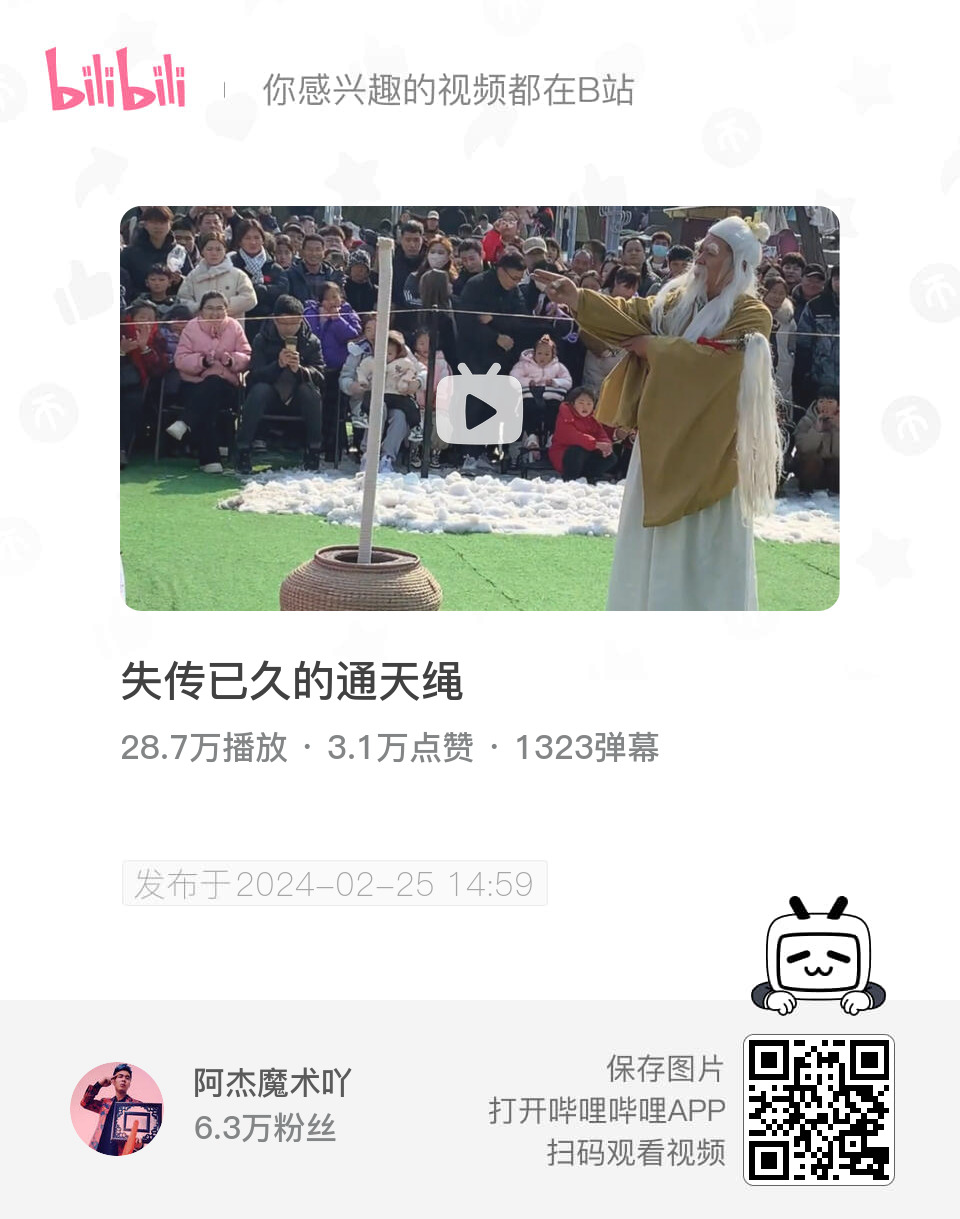 bilibili
你感兴趣的视频都在B站
失传已久的通天绳
28.7万播放 · 3.1万点赞 · 1323弹幕
发布于2024-02-25 14:59
阿杰魔术吖
6.3万粉丝
保存图片
打开哔哩哔哩APP
扫码观看视频